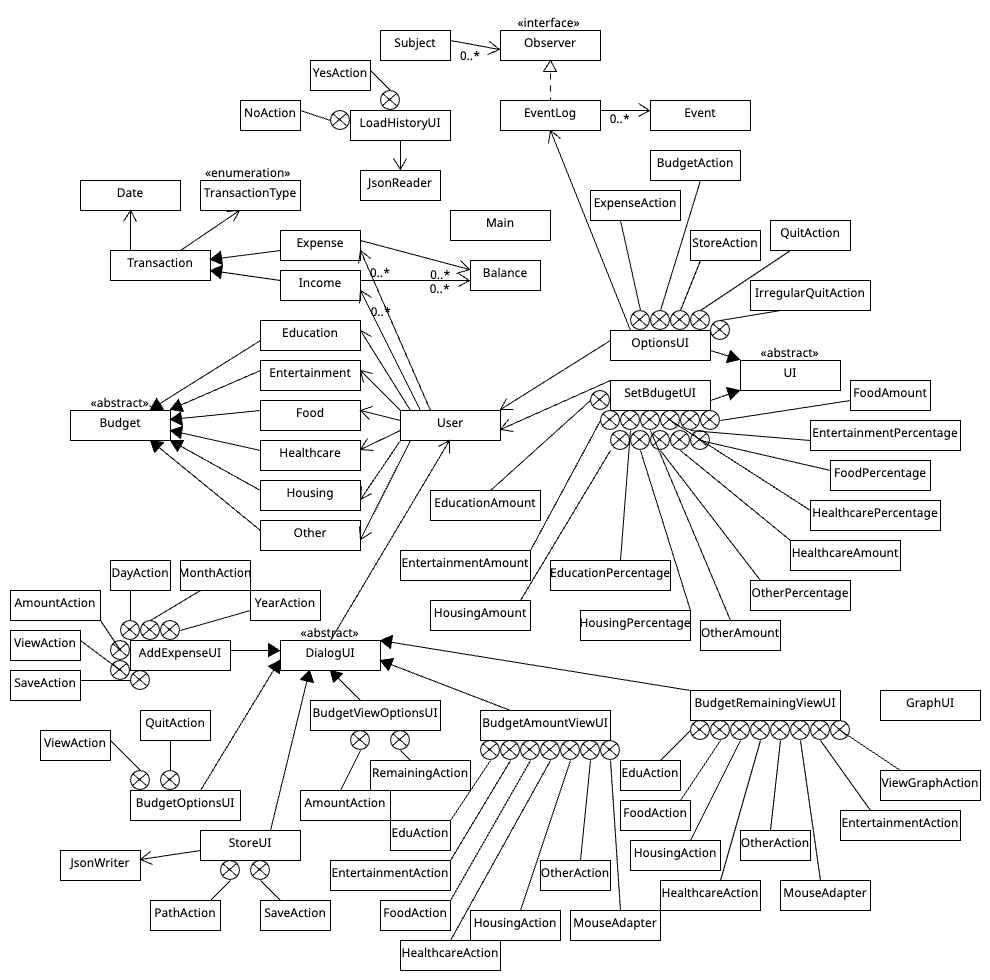 «interface»
Subject
Observer
0..*
YesAction
NoAction
LoadHistoryUI
EventLog
0..*
Event
JsonReader
BudgetAction
«enumeration»
Date
TransactionType
ExpenseAction
Main
StoreAction
QuitAction
Transaction
Expense
0..*
0..*
Balance
Income
0..*
IrregularQuitAction
0..*
Education
OptionsUI
«abstract»
UI
Entertainment
SetBdugetUI
FoodAmount
«abstract»
Budget
Food
User
EntertainmentPercentage
Healthcare
FoodPercentage
Housing
EducationAmount
HealthcarePercentage
Other
HealthcareAmount
EntertainmentAmount
EducationPercentage
OtherPercentage
DayAction
MonthAction
AmountAction
YearAction
HousingAmount
HousingPercentage
OtherAmount
«abstract»
ViewAction
AddExpenseUI
DialogUI
SaveAction
BudgetViewOptionsUI
BudgetAmountViewUI
BudgetRemainingViewUI
GraphUI
QuitAction
ViewAction
RemainingAction
EduAction
ViewGraphAction
BudgetOptionsUI
AmountAction
FoodAction
EntertainmentAction
EduAction
StoreUI
OtherAction
HousingAction
JsonWriter
EntertainmentAction
OtherAction
HealthcareAction
MouseAdapter
PathAction
SaveAction
FoodAction
HousingAction
MouseAdapter
HealthcareAction